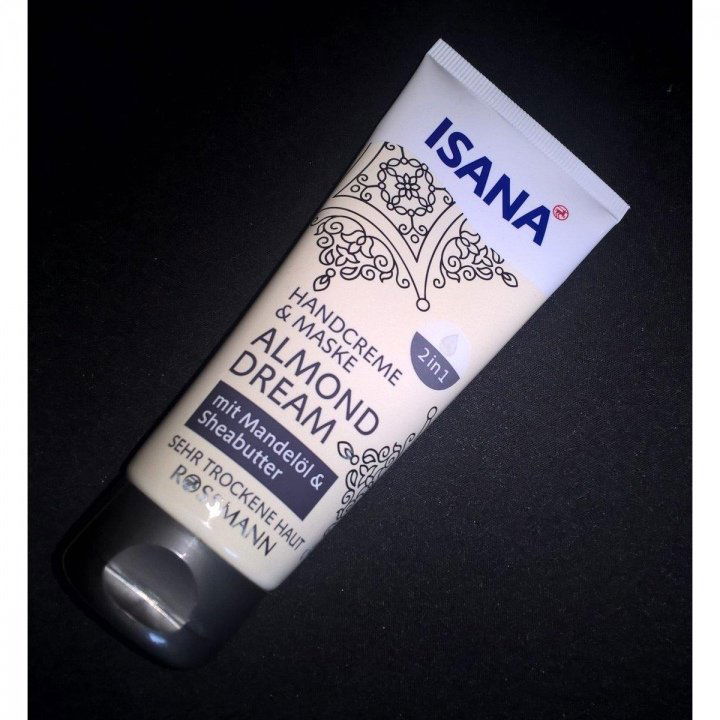 ISANA
HANDCREME
& MASKE
ALMOND
DREAM
2in1
mit Mandelöl &
Sheabutter
SEHR TROCKENE HAUT
ROSSMANN